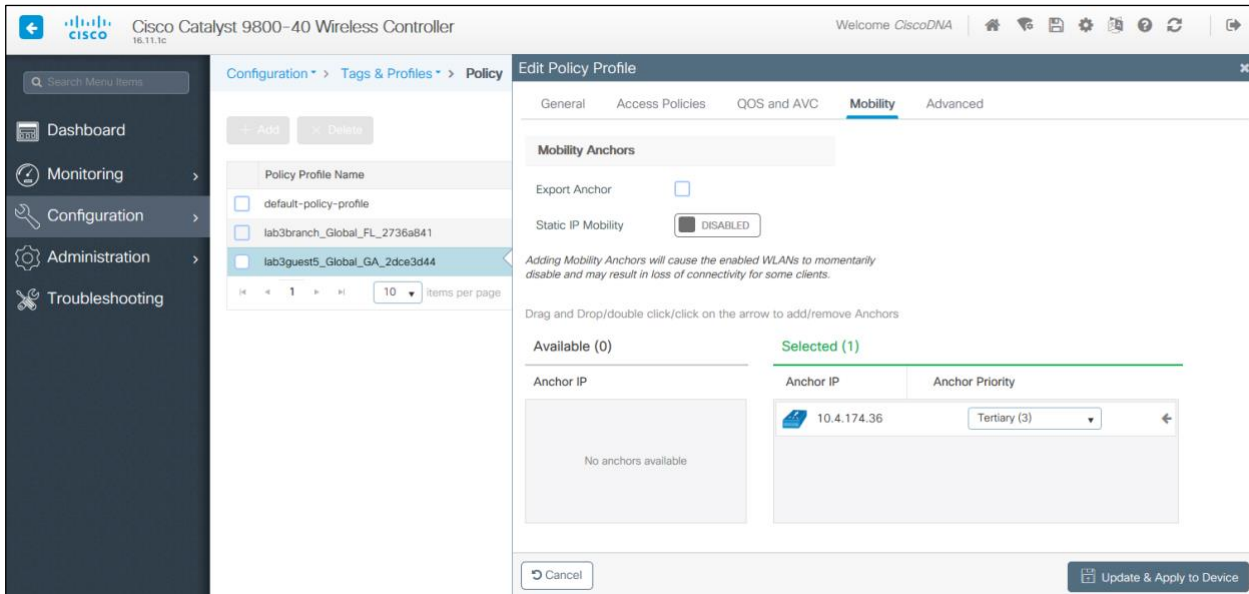 CISCO
Cisco Catalyst 9800-40 Wireless Controller
16.11.1c
Welcome CiscoDNA
Search Menu Items
Dashboard
Monitoring
Configuration
Administration
Troubleshooting
Configuration > Tags & Profiles > Policy
+ Add
× Delete
Policy Profile Name
default-policy-profile
lab3branch_Global_FL_2736a841
lab3guest5_Global_GA_2dce3d44
1
10
items per page
Edit Policy Profile
General
Access Policies
QOS and AVC
Mobility
Advanced
Mobility Anchors
Export Anchor
Static IP Mobility
DISABLED
Adding Mobility Anchors will cause the enabled WLANs to momentarily
disable and may result in loss of connectivity for some clients.
Drag and Drop/double click/click on the arrow to add/remove Anchors
Available (0)
Selected (1)
Anchor IP
Anchor IP
Anchor Priority
No anchors available
10.4.174.36
Tertiary (3)
Cancel
Update & Apply to Device